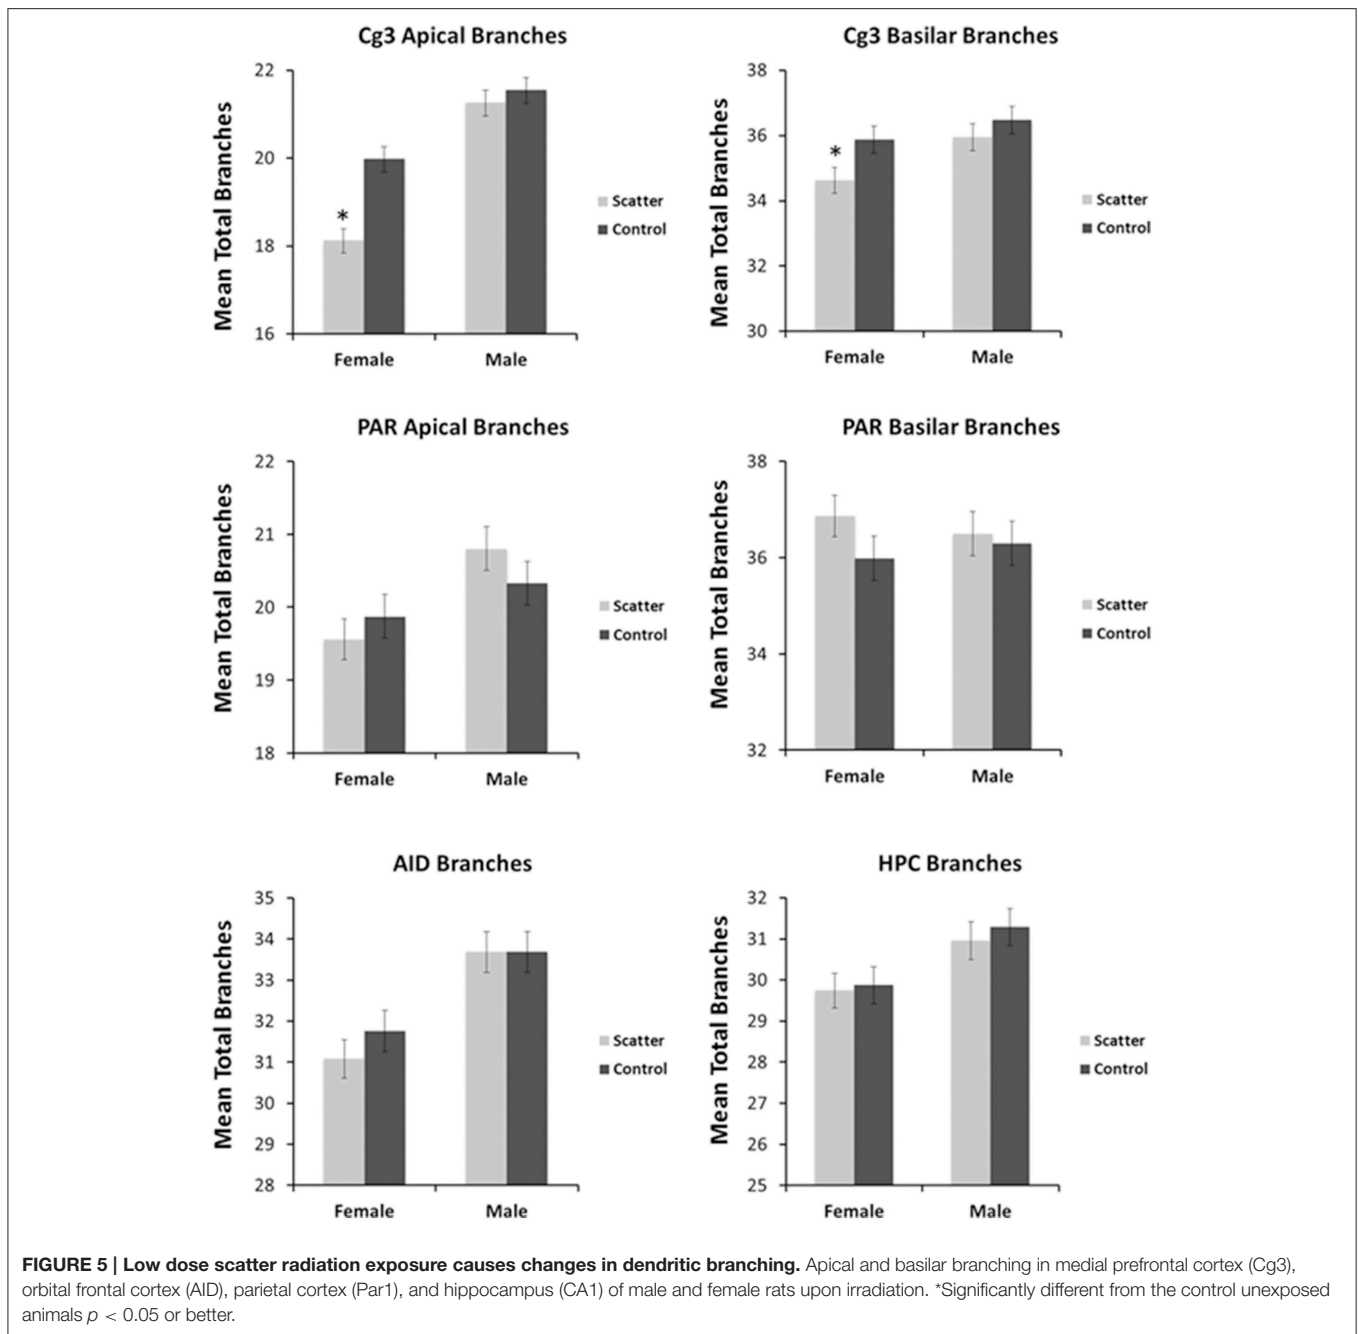 Cg3 Apical Branches
Mean Total Branches
22
20
18
16
*
Female
Male
Scatter
Control
Cg3 Basilar Branches
Mean Total Branches
38
36
34
32
30
*
Female
Male
Scatter
Control
PAR Apical Branches
Mean Total Branches
22
21
20
19
18
Female
Male
Scatter
Control
PAR Basilar Branches
Mean Total Branches
38
36
34
32
Female
Male
Scatter
Control
AID Branches
Mean Total Branches
35
34
33
32
31
30
29
28
Female
Male
Scatter
Control
HPC Branches
Mean Total Branches
32
31
30
29
28
27
26
25
Female
Male
Scatter
Control
FIGURE 5 | Low dose scatter radiation exposure causes changes in dendritic branching. Apical and basilar branching in medial prefrontal cortex (Cg3),
orbital frontal cortex (AID), parietal cortex (Par1), and hippocampus (CA1) of male and female rats upon irradiation. *Significantly different from the control unexposed
animals p < 0.05 or better.